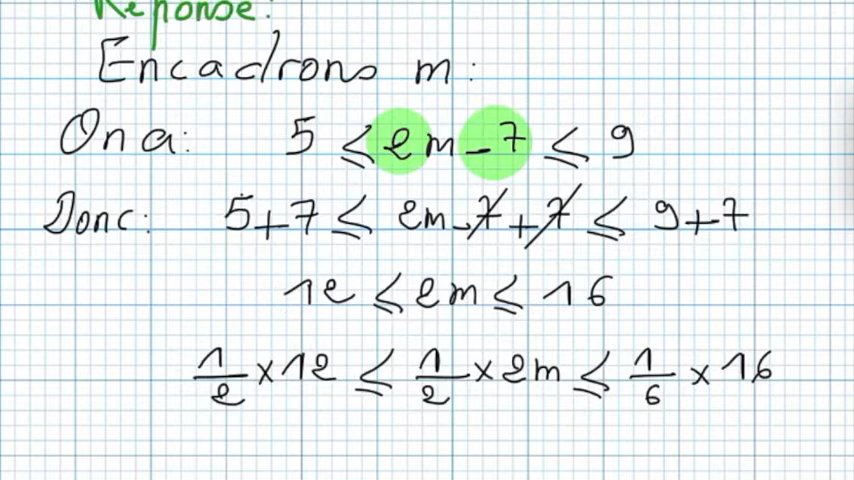 Réponse:
Encadrons m:
On a: 5 ≤ 2m - 7 ≤ 9
Donc: 5+7 ≤ 2m-7+7 ≤ 9+7
12 ≤ 2m ≤ 16
1/2 × 12 ≤ 1/2 × 2m ≤ 1/6 × 16